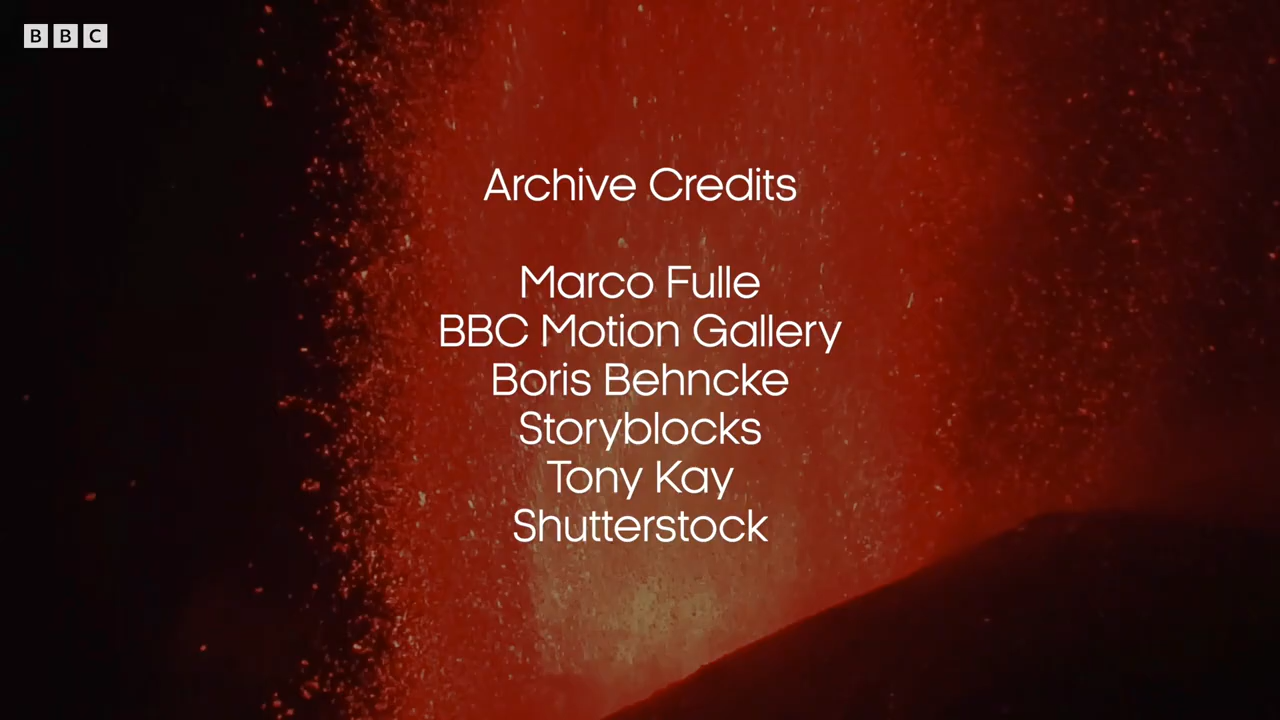 BBC
Archive Credits
Marco Fulle
BBC Motion Gallery
Boris Behncke
Storyblocks
Tony Kay
Shutterstock